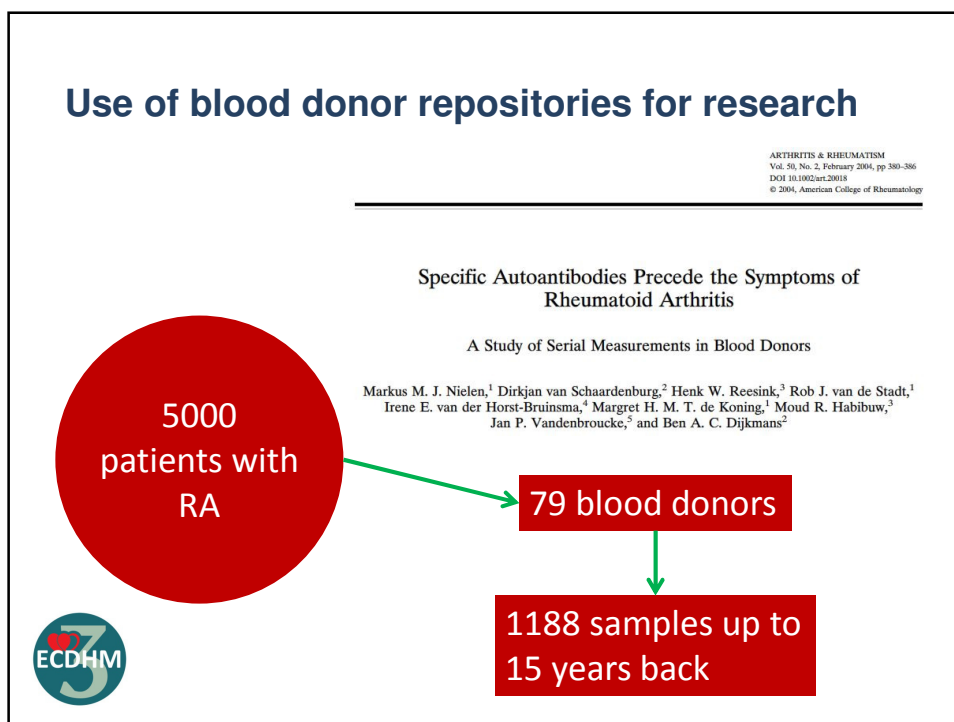 Use of blood donor repositories for research
ARTHRITIS & RHEUMATISM
Vol. 50, No. 2, February 2004, pp 380–386
DOI 10.1002/art.20018
© 2004, American College of Rheumatology
Specific Autoantibodies Precede the Symptoms of
Rheumatoid Arthritis
A Study of Serial Measurements in Blood Donors
Markus M. J. Nielen,¹ Dirkjan van Schaardenburg,² Henk W. Reesink,³ Rob J. van de Stadt,¹
Irene E. van der Horst-Bruinsma,⁴ Margret H. M. T. de Koning,¹ Moud R. Habibuw,³
Jan P. Vandenbroucke,⁵ and Ben A. C. Dijkmans²
5000
patients with
RA
79 blood donors
1188 samples up to
15 years back
3
ECDHM